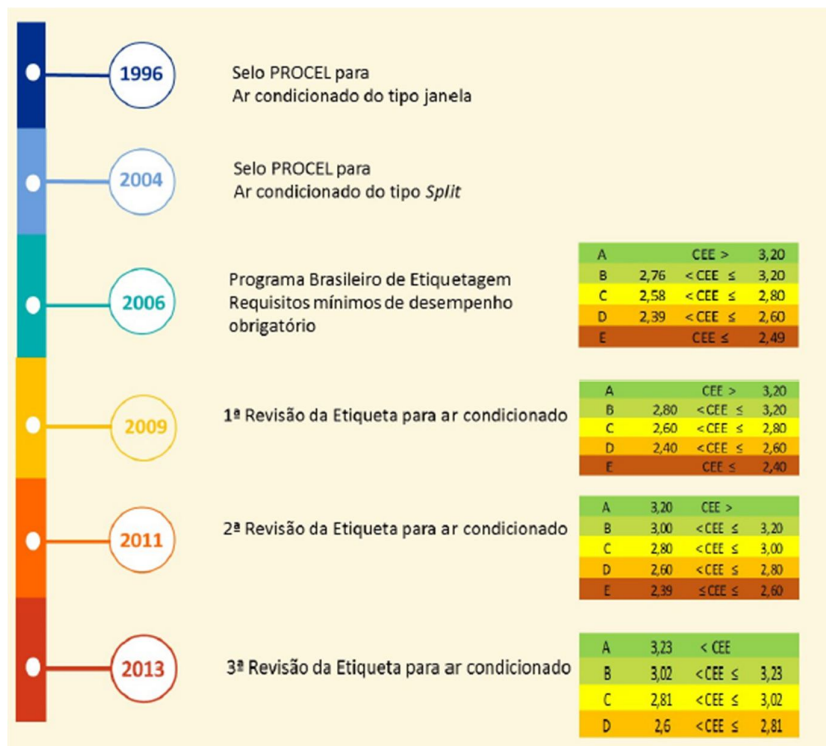 1996
Selo PROCEL para
Ar condicionado do tipo janela
2004
Selo PROCEL para
Ar condicionado do tipo Split
2006
Programa Brasileiro de Etiquetagem
Requisitos mínimos de desempenho
obrigatório
A CEE > 3,20
B 2,76 < CEE ≤ 3,20
C 2,58 < CEE ≤ 2,80
D 2,39 < CEE ≤ 2,60
E CEE ≤ 2,49
2009
1ª Revisão da Etiqueta para ar condicionado
A CEE > 3,20
B 2,80 < CEE ≤ 3,20
C 2,60 < CEE ≤ 2,80
D 2,40 < CEE ≤ 2,60
E CEE ≤ 2,40
2011
2ª Revisão da Etiqueta para ar condicionado
A 3,20 CEE >
B 3,00 < CEE ≤ 3,20
C 2,80 < CEE ≤ 3,00
D 2,60 < CEE ≤ 2,80
E 2,39 ≤ CEE ≤ 2,60
2013
3ª Revisão da Etiqueta para ar condicionado
A 3,23 < CEE
B 3,02 < CEE ≤ 3,23
C 2,81 < CEE ≤ 3,02
D 2,6 < CEE ≤ 2,81